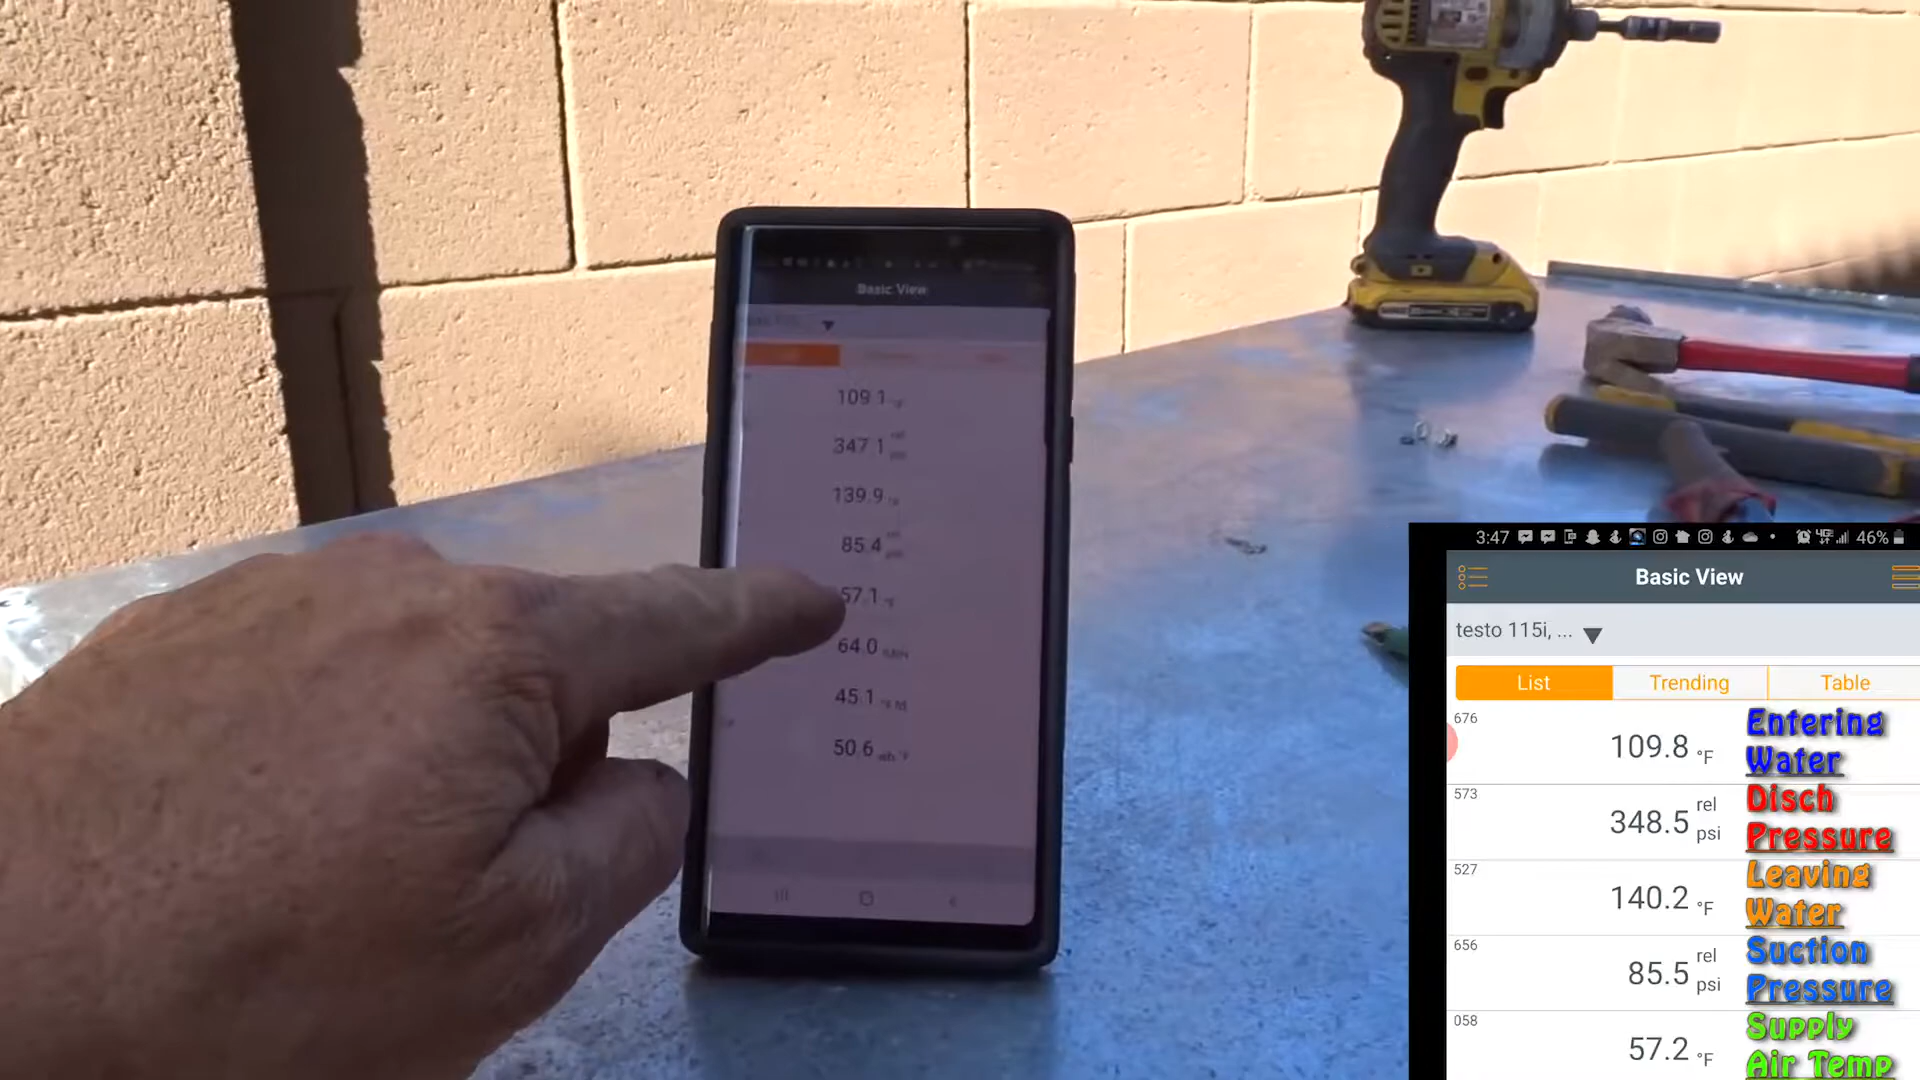 Basic View
109.1 °F
347.1
139.9
85.4
57.1 °F
64.0 %RH
45.1 °F td
50.6 wb °F
3:47 46%
Basic View
testo 115i, ...
List Trending Table
676
109.8 °F
Entering
Water
573
348.5 rel psi
Disch
Pressure
527
140.2 °F
Leaving
Water
656
85.5 rel psi
Suction
Pressure
058
57.2 °F
Supply
Air Temp